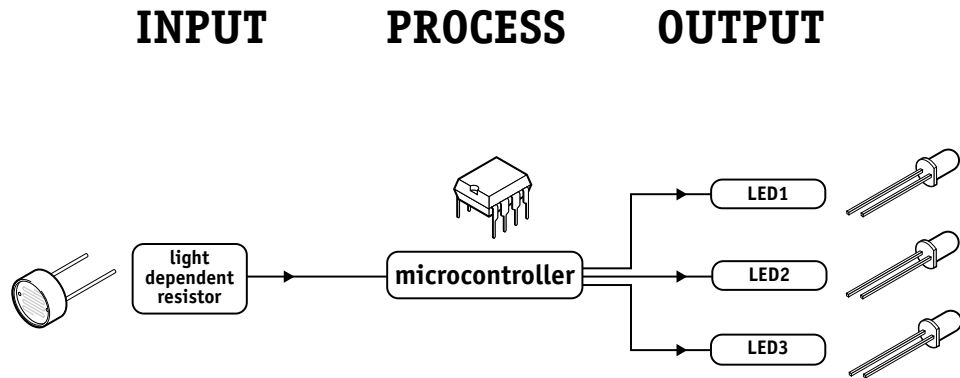 INPUT PROCESS OUTPUT
LED1
light
dependent
resistor
microcontroller
LED2
LED3